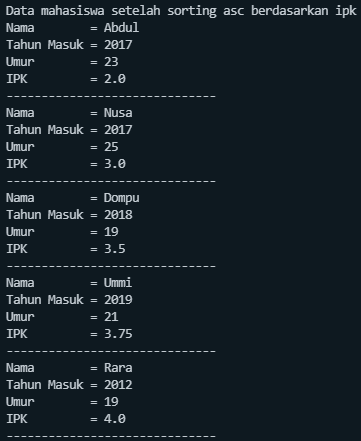 Data mahasiswa setelah sorting asc berdasarkan ipk
Nama        = Abdul
Tahun Masuk = 2017
Umur        = 23
IPK         = 2.0
------------------------------
Nama        = Nusa
Tahun Masuk = 2017
Umur        = 25
IPK         = 3.0
------------------------------
Nama        = Dompu
Tahun Masuk = 2018
Umur        = 19
IPK         = 3.5
------------------------------
Nama        = Ummi
Tahun Masuk = 2019
Umur        = 21
IPK         = 3.75
------------------------------
Nama        = Rara
Tahun Masuk = 2012
Umur        = 19
IPK         = 4.0
------------------------------